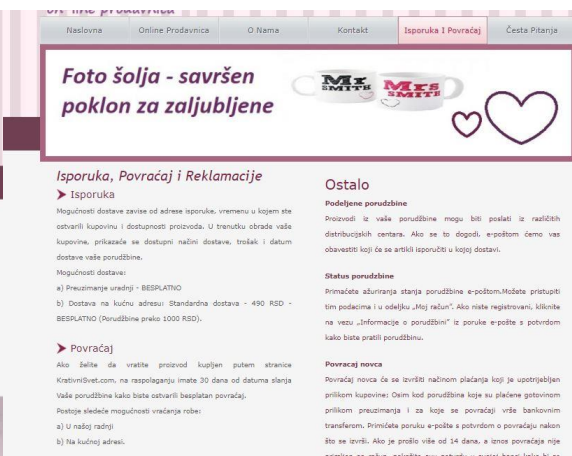 on-line prodavnica
Naslovna
Online Prodavnica
O Nama
Kontakt
Isporuka I Povraćaj
Česta Pitanja
Foto šolja - savršen
poklon za zaljubljene
Mr
SMITH
Mrs
SMITH
Isporuka, Povraćaj i Reklamacije
Isporuka
Mogućnosti dostave zavise od adrese isporuke, vremenu u kojem ste
ostvarili kupovinu i dostupnosti proizvoda. U trenutku obrade vaše
kupovine, prikazaće se dostupni načini dostave, trošak i datum
dostave vaše porudžbine.
Mogućnosti dostave:
a) Preuzimanje uradnji - BESPLATNO
b) Dostava na kućnu adresu: Standardna dostava - 490 RSD -
BESPLATNO (Porudžbine preko 1000 RSD).
Povraćaj
Ako želite da vratite proizvod kupljen putem stranice
KrativniSvet.com, na raspolaganju imate 30 dana od datuma slanja
Vaše porudžbine kako biste ostvarili besplatan povraćaj.
Postoje sledeće mogućnosti vraćanja robe:
a) U našoj radnji
b) Na kućnoj adresi.
Ostalo
Podeljene porudzbine
Proizvodi iz vaše porudžbine mogu biti poslati iz različitih
distribucijskih centara. Ako se to dogodi, e-poštom ćemo vas
obavestiti koji će se artikli isporučiti u kojoj dostavi.
Status porudzbine
Primaćete ažuriranja stanja porudžbine e-poštom.Možete pristupiti
tim podacima i u odeljku „Moj račun". Ako niste registrovani, kliknite
na vezu „Informacije o porudžbini" iz poruke e-pošte s potvrdom
kako biste pratili porudžbinu.
Povracaj novca
Povraćaj novca će se izvršiti načinom plaćanja koji je upotrijebljen
prilikom kupovine; Osim kod porudžbina koje su plaćene gotovinom
prilikom preuzimanja i za koje se povraćaji vrše bankovnim
transferom. Primićete poruku e-pošte s potvrdom o povraćaju nakon
što se izvrši. Ako je prošlo više od 14 dana, a iznos povraćaja nije